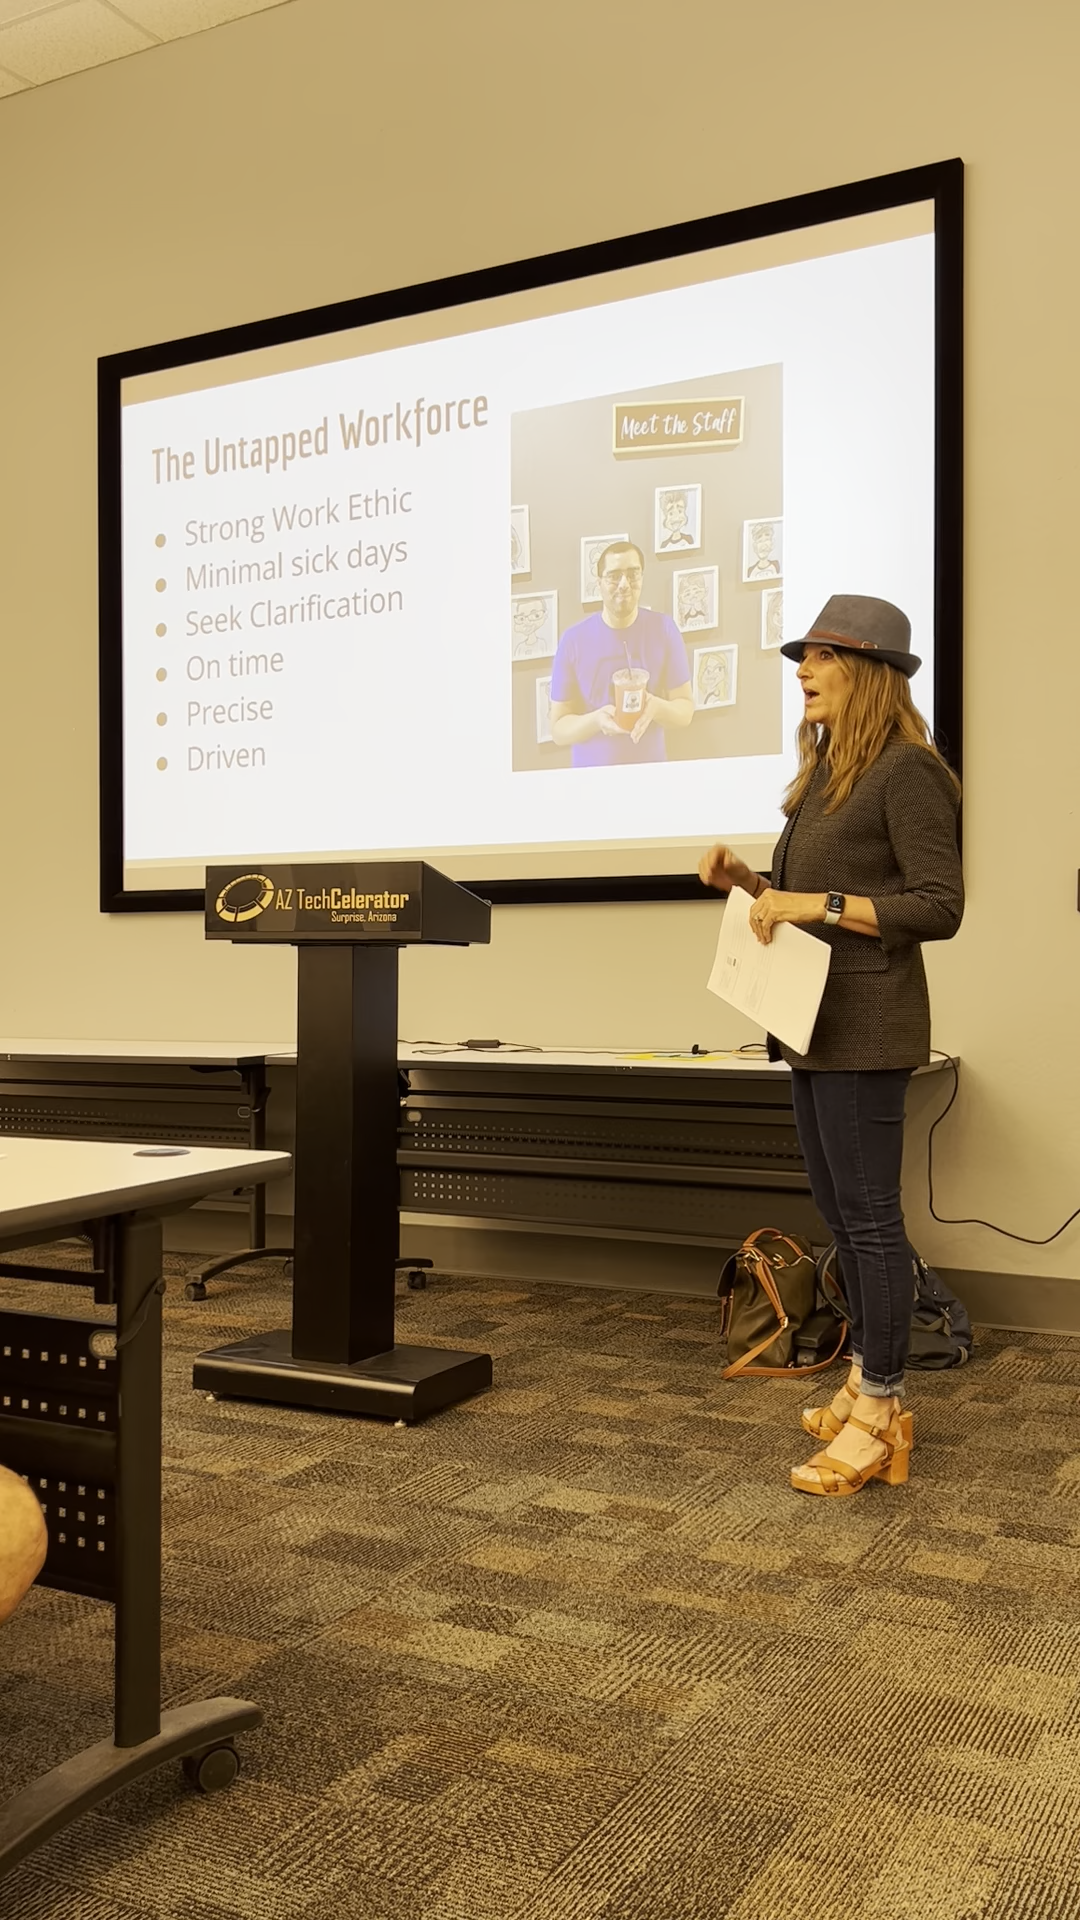 The Untapped Workforce
Strong Work Ethic
Minimal sick days
Seek Clarification
On time
Precise
Driven
Meet the Staff
AZ TechCelerator
Surprise, Arizona